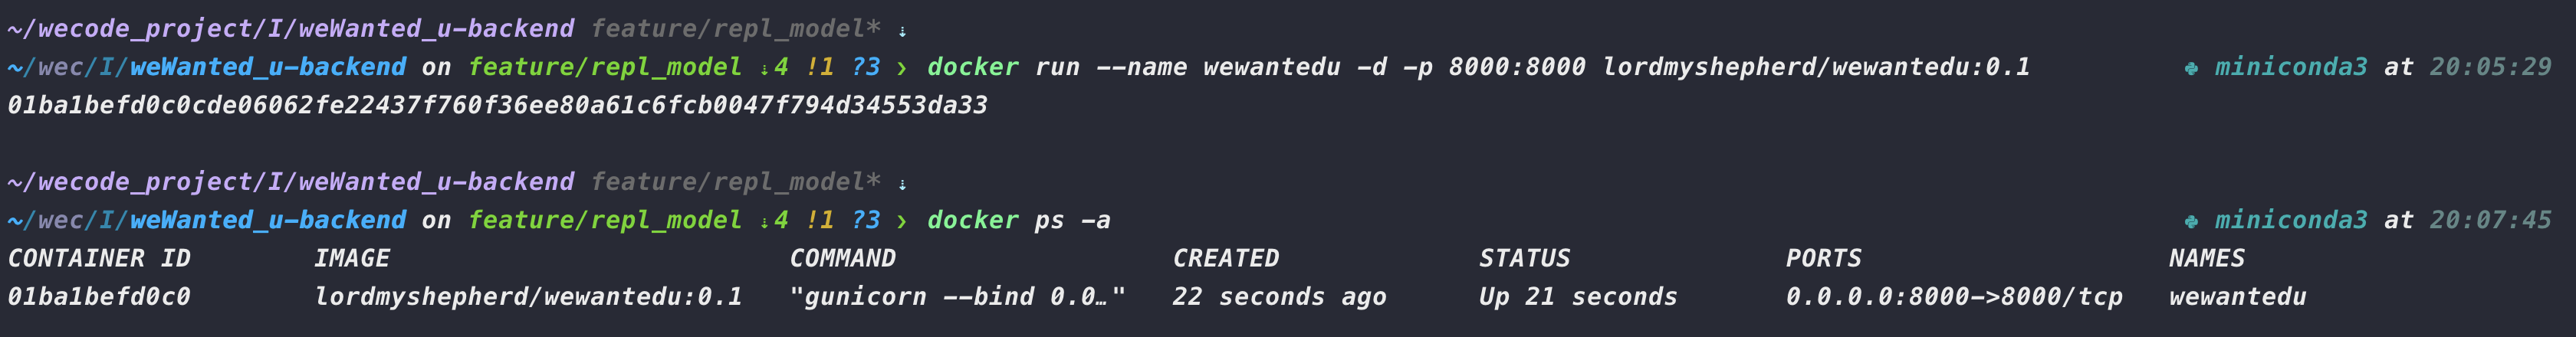 ~/wecode_project/I/weWanted_u-backend feature/repl_model* ⇣
~/wec/I/weWanted_u-backend on feature/repl_model ⇣4 !1 ?3 ❯ docker run --name wewantedu -d -p 8000:8000 lordmyshepherd/wewantedu:0.1 miniconda3 at 20:05:29
01ba1befd0c0cde06062fe22437f760f36ee80a61c6fcb0047f794d34553da33
~/wecode_project/I/weWanted_u-backend feature/repl_model* ⇣
~/wec/I/weWanted_u-backend on feature/repl_model ⇣4 !1 ?3 ❯ docker ps -a miniconda3 at 20:07:45
CONTAINER ID IMAGE COMMAND CREATED STATUS PORTS NAMES
01ba1befd0c0 lordmyshepherd/wewantedu:0.1 "gunicorn --bind 0.0…" 22 seconds ago Up 21 seconds 0.0.0.0:8000->8000/tcp wewantedu